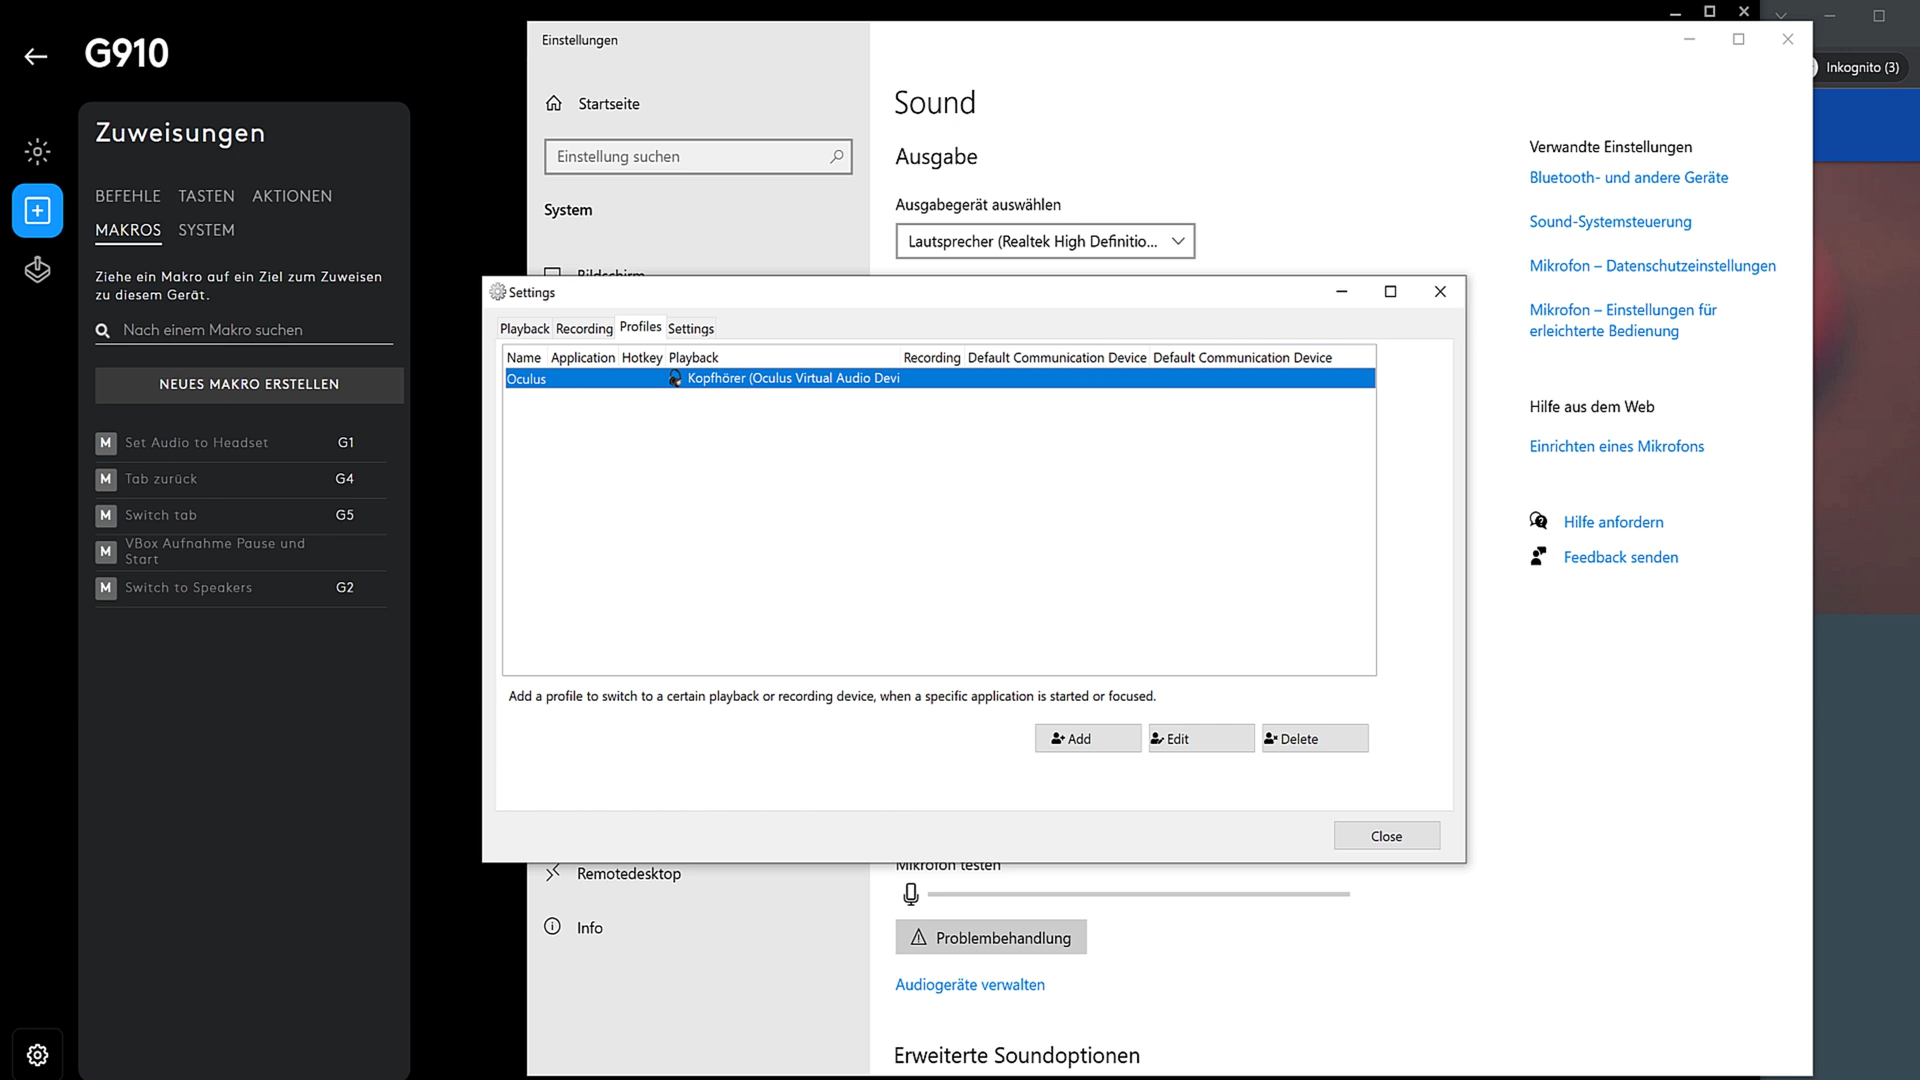 G910
Zuweisungen
BEFEHLE TASTEN AKTIONEN
MAKROS SYSTEM
Ziehe ein Makro auf ein Ziel zum Zuweisen
zu diesem Gerät.
Nach einem Makro suchen
NEUES MAKRO ERSTELLEN
M Set Audio to Headset G1
M Tab zurück G4
M Switch tab G5
M VBox Aufnahme Pause und
Start
M Switch to Speakers G2
Einstellungen
Startseite
Einstellung suchen
System
Bildschirm
Sound
Ausgabe
Ausgabegerät auswählen
Lautsprecher (Realtek High Definitio...
Verwandte Einstellungen
Bluetooth- und andere Geräte
Sound-Systemsteuerung
Mikrofon – Datenschutzeinstellungen
Mikrofon – Einstellungen für
erleichterte Bedienung
Hilfe aus dem Web
Einrichten eines Mikrofons
Hilfe anfordern
Feedback senden
Inkognito (3)
Settings
Playback Recording Profiles Settings
Name Application Hotkey Playback Recording Default Communication Device Default Communication Device
Oculus Kopfhörer (Oculus Virtual Audio Devi
Add a profile to switch to a certain playback or recording device, when a specific application is started or focused.
Add Edit Delete
Close
Remotedesktop
Info
Mikrofon testen
Problembehandlung
Audiogeräte verwalten
Erweiterte Soundoptionen